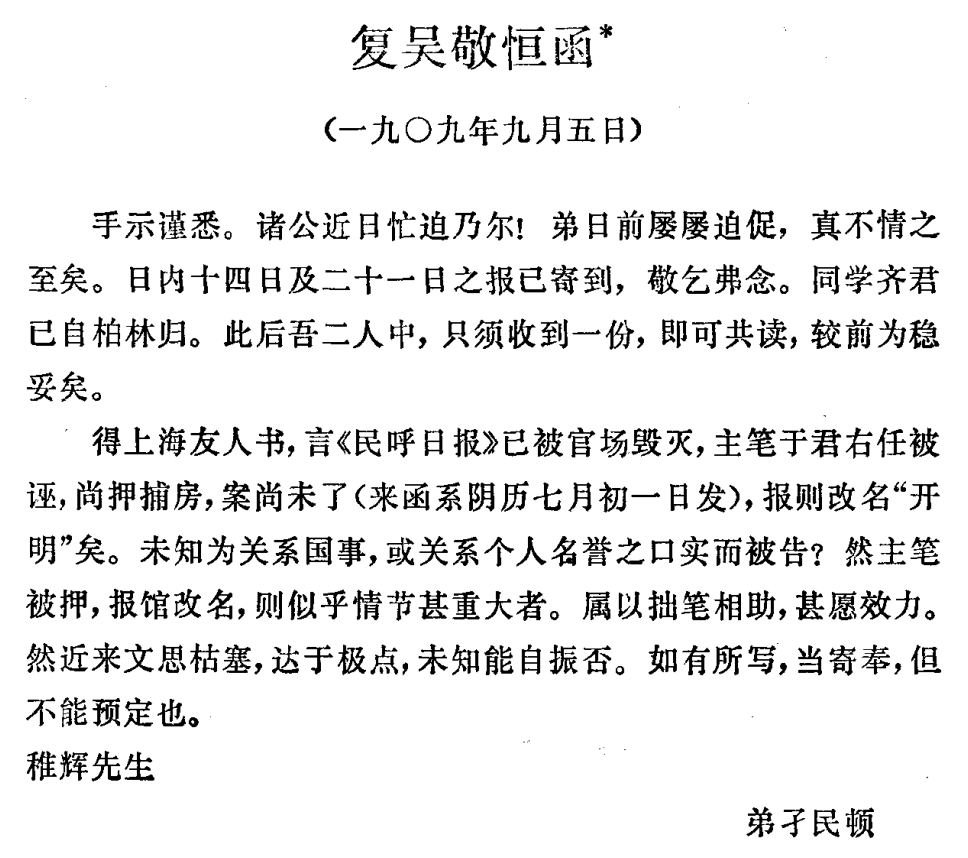 复吴敬恒函*
(一九〇九年九月五日)
手示谨悉。诸公近日忙迫乃尔!弟日前屡屡迫促,真不情之
至矣。日内十四日及二十一日之报已寄到,敬乞弗念。同学齐君
已自柏林归。此后吾二人中,只须收到一份,即可共读,较前为稳
妥矣。
得上海友人书,言《民呼日报》已被官场毁灭,主笔于君右任被
诬,尚押捕房,案尚未了(来函系阴历七月初一日发),报则改名“开
明”矣。未知为关系国事,或关系个人名誉之口实而被告?然主笔
被押,报馆改名,则似乎情节甚重大者。属以拙笔相助,甚愿效力。
然近来文思枯塞,达于极点,未知能自振否。如有所写,当寄奉,但
不能预定也。
稚辉先生
弟孑民顿